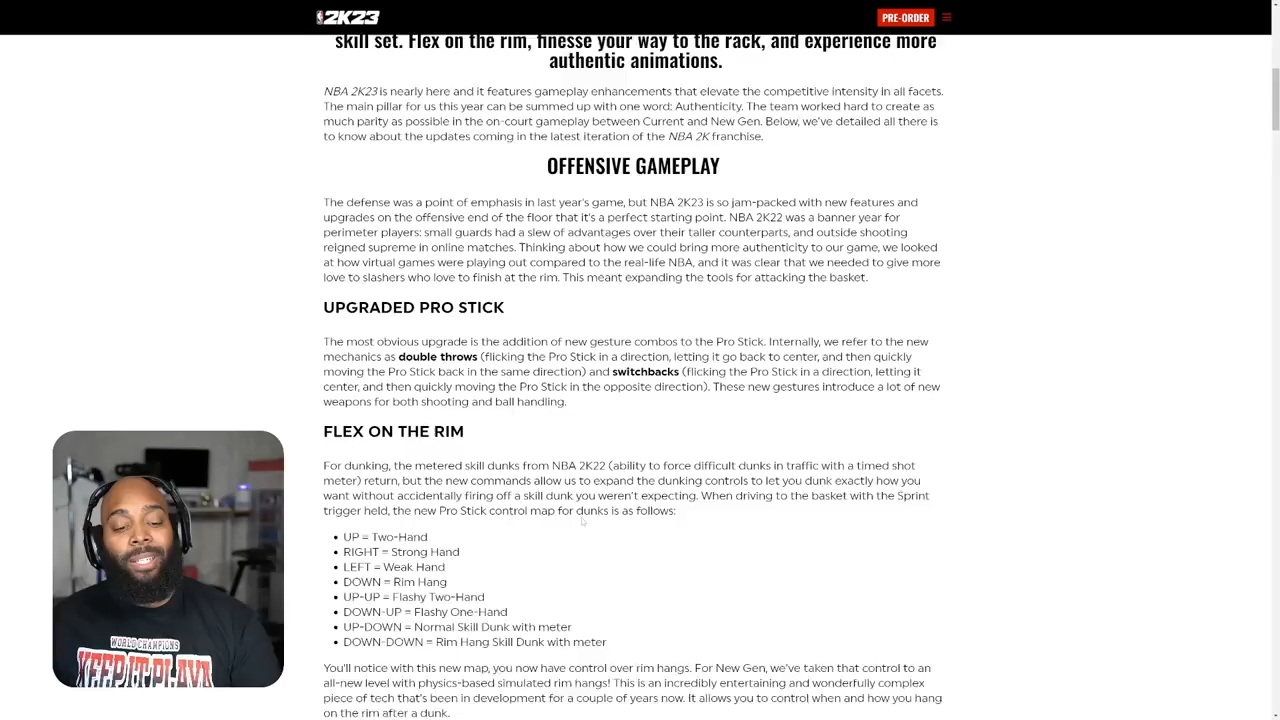 NBA 2K23
PRE-ORDER
skill set. Flex on the rim, finesse your way to the rack, and experience more
authentic animations.
NBA 2K23 is nearly here and it features gameplay enhancements that elevate the competitive intensity in all facets.
The main pillar for us this year can be summed up with one word: Authenticity. The team worked hard to create as
much parity as possible in the on-court gameplay between Current and New Gen. Below, we've detailed all there is
to know about the updates coming in the latest iteration of the NBA 2K franchise.
OFFENSIVE GAMEPLAY
The defense was a point of emphasis in last year's game, but NBA 2K23 is so jam-packed with new features and
upgrades on the offensive end of the floor that it's a perfect starting point. NBA 2K22 was a banner year for
perimeter players: small guards had a slew of advantages over their taller counterparts, and outside shooting
reigned supreme in online matches. Thinking about how we could bring more authenticity to our game, we looked
at how virtual games were playing out compared to the real-life NBA, and it was clear that we needed to give more
love to slashers who love to finish at the rim. This meant expanding the tools for attacking the basket.
UPGRADED PRO STICK
The most obvious upgrade is the addition of new gesture combos to the Pro Stick. Internally, we refer to the new
mechanics as double throws (flicking the Pro Stick in a direction, letting it go back to center, and then quickly
moving the Pro Stick back in the same direction) and switchbacks (flicking the Pro Stick in a direction, letting it
center, and then quickly moving the Pro Stick in the opposite direction). These new gestures introduce a lot of new
weapons for both shooting and ball handling.
FLEX ON THE RIM
For dunking, the metered skill dunks from NBA 2K22 (ability to force difficult dunks in traffic with a timed shot
meter) return, but the new commands allow us to expand the dunking controls to let you dunk exactly how you
want without accidentally firing off a skill dunk you weren't expecting. When driving to the basket with the Sprint
trigger held, the new Pro Stick control map for dunks is as follows:
• UP = Two-Hand
• RIGHT = Strong Hand
• LEFT = Weak Hand
• DOWN = Rim Hang
• UP-UP = Flashy Two-Hand
• DOWN-UP = Flashy One-Hand
• UP-DOWN = Normal Skill Dunk with meter
• DOWN-DOWN = Rim Hang Skill Dunk with meter
You'll notice with this new map, you now have control over rim hangs. For New Gen, we've taken that control to an
all-new level with physics-based simulated rim hangs! This is an incredibly entertaining and wonderfully complex
piece of tech that's been in development for a couple of years now. It allows you to control when and how you hang
on the rim after a dunk.
WORLD CHAMPIONS
KEEP IT PLAYA